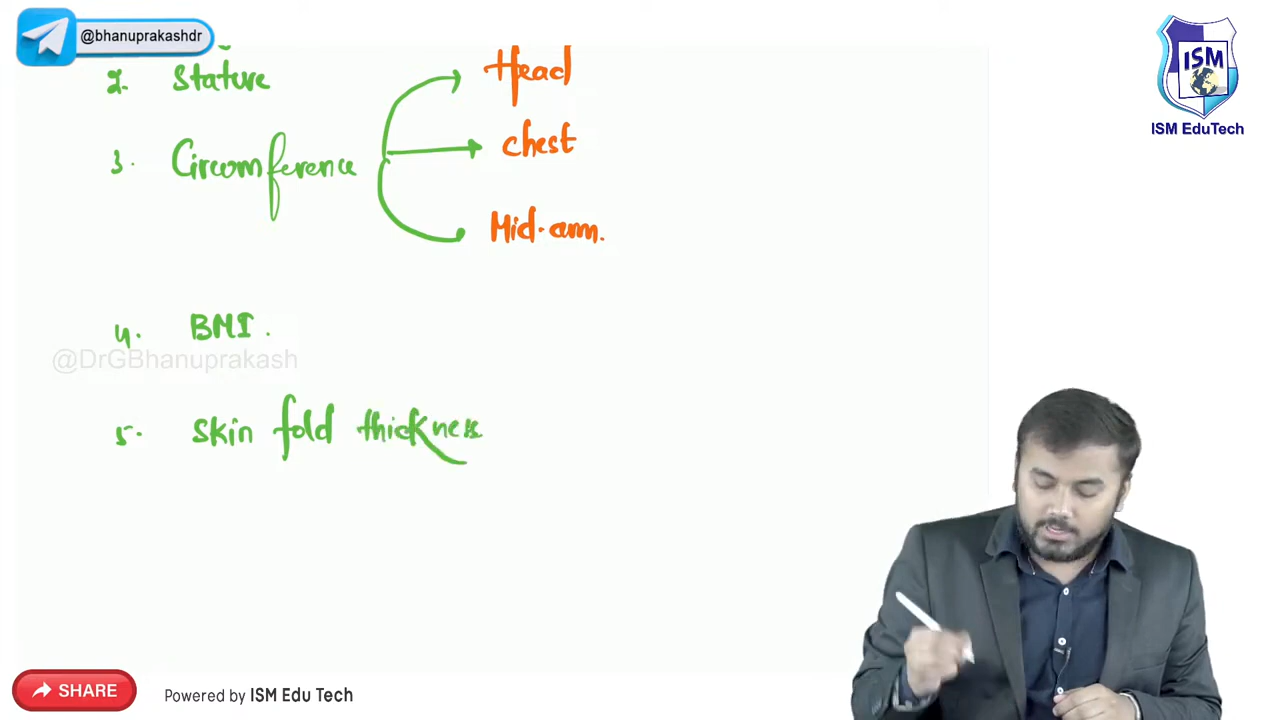 @bhanuprakashdr
ISM
ISM EduTech
2. Stature
Head
3. Circumference
chest
Mid-arm.
4. BMI.
@DrGBhanuprakash
5. Skin fold thickness
SHARE
Powered by ISM Edu Tech